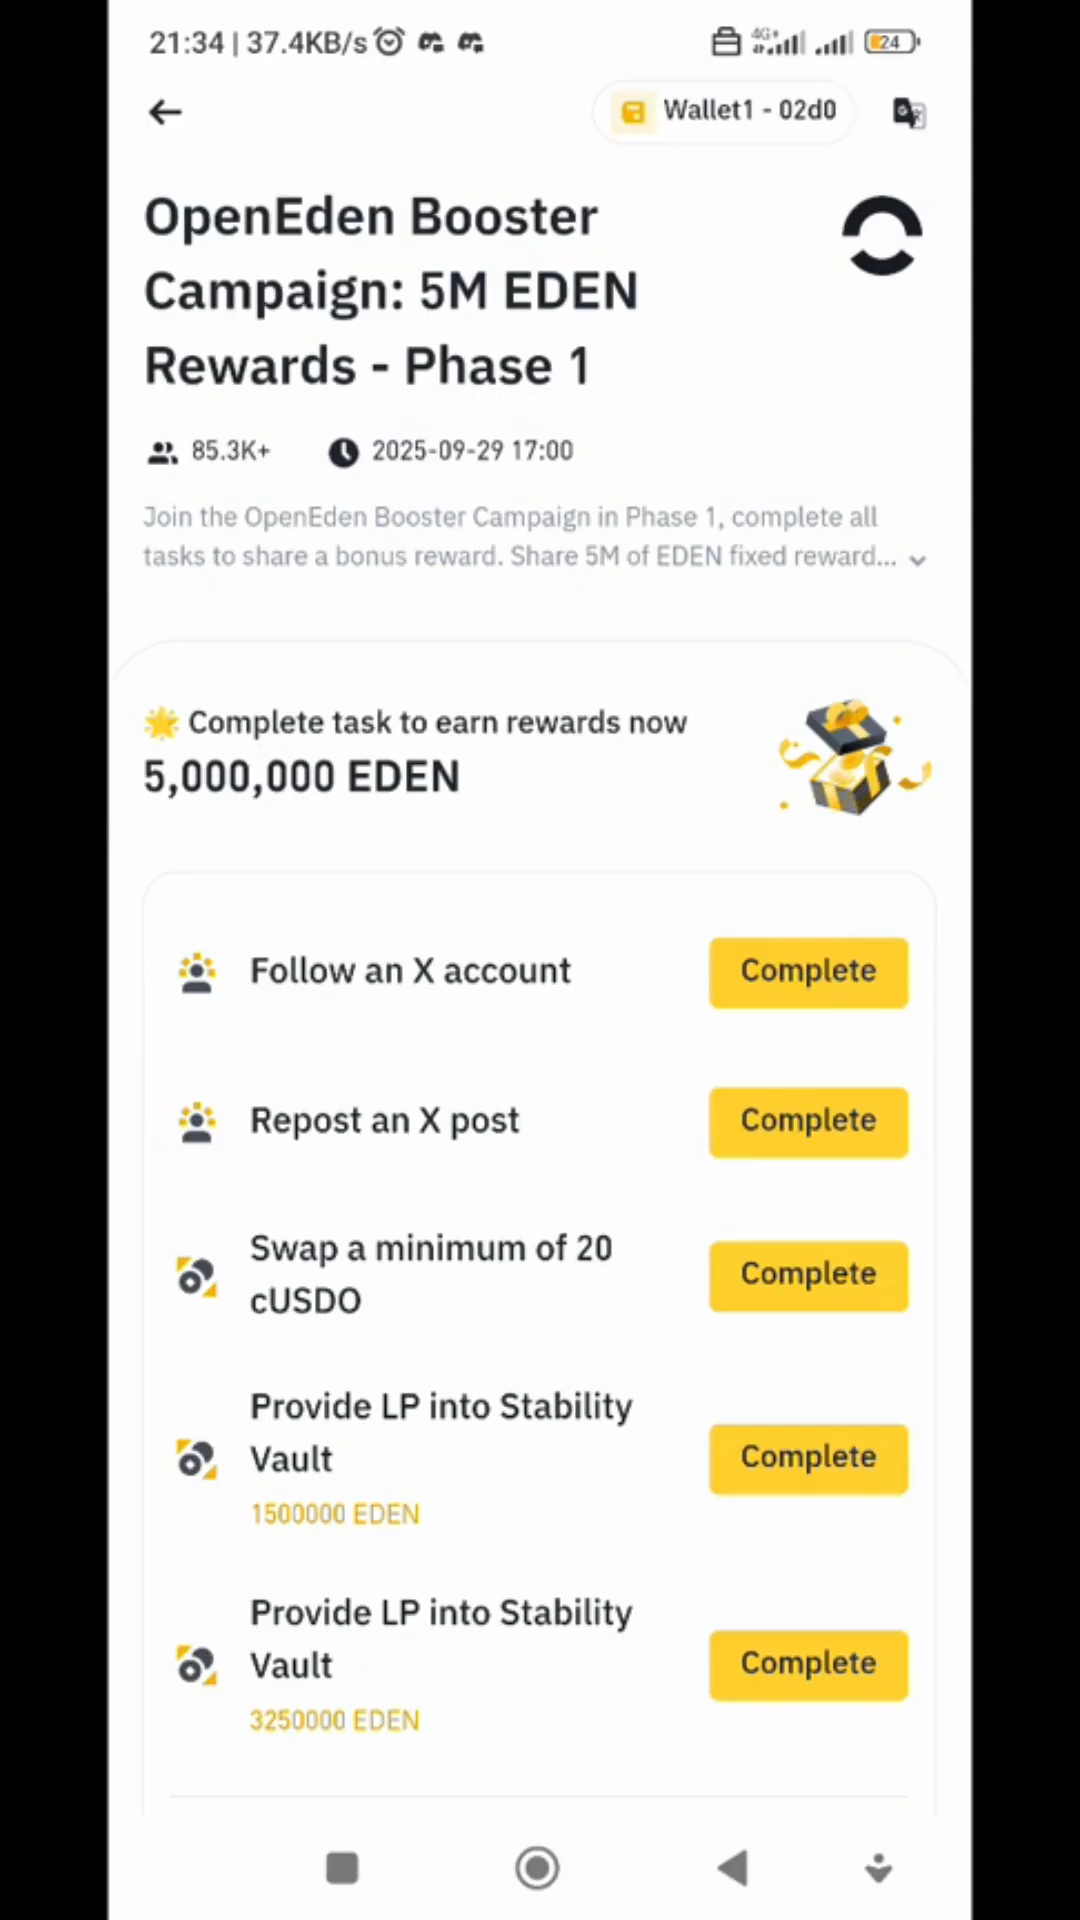 21:34 | 37.4KB/s 4G+ 24
Wallet1 - 02d0
OpenEden Booster
Campaign: 5M EDEN
Rewards - Phase 1
85.3K+ 2025-09-29 17:00
Join the OpenEden Booster Campaign in Phase 1, complete all
tasks to share a bonus reward. Share 5M of EDEN fixed reward...
Complete task to earn rewards now
5,000,000 EDEN
Follow an X account
Complete
Repost an X post
Complete
Swap a minimum of 20
cUSDO
Complete
Provide LP into Stability
Vault
1500000 EDEN
Complete
Provide LP into Stability
Vault
3250000 EDEN
Complete